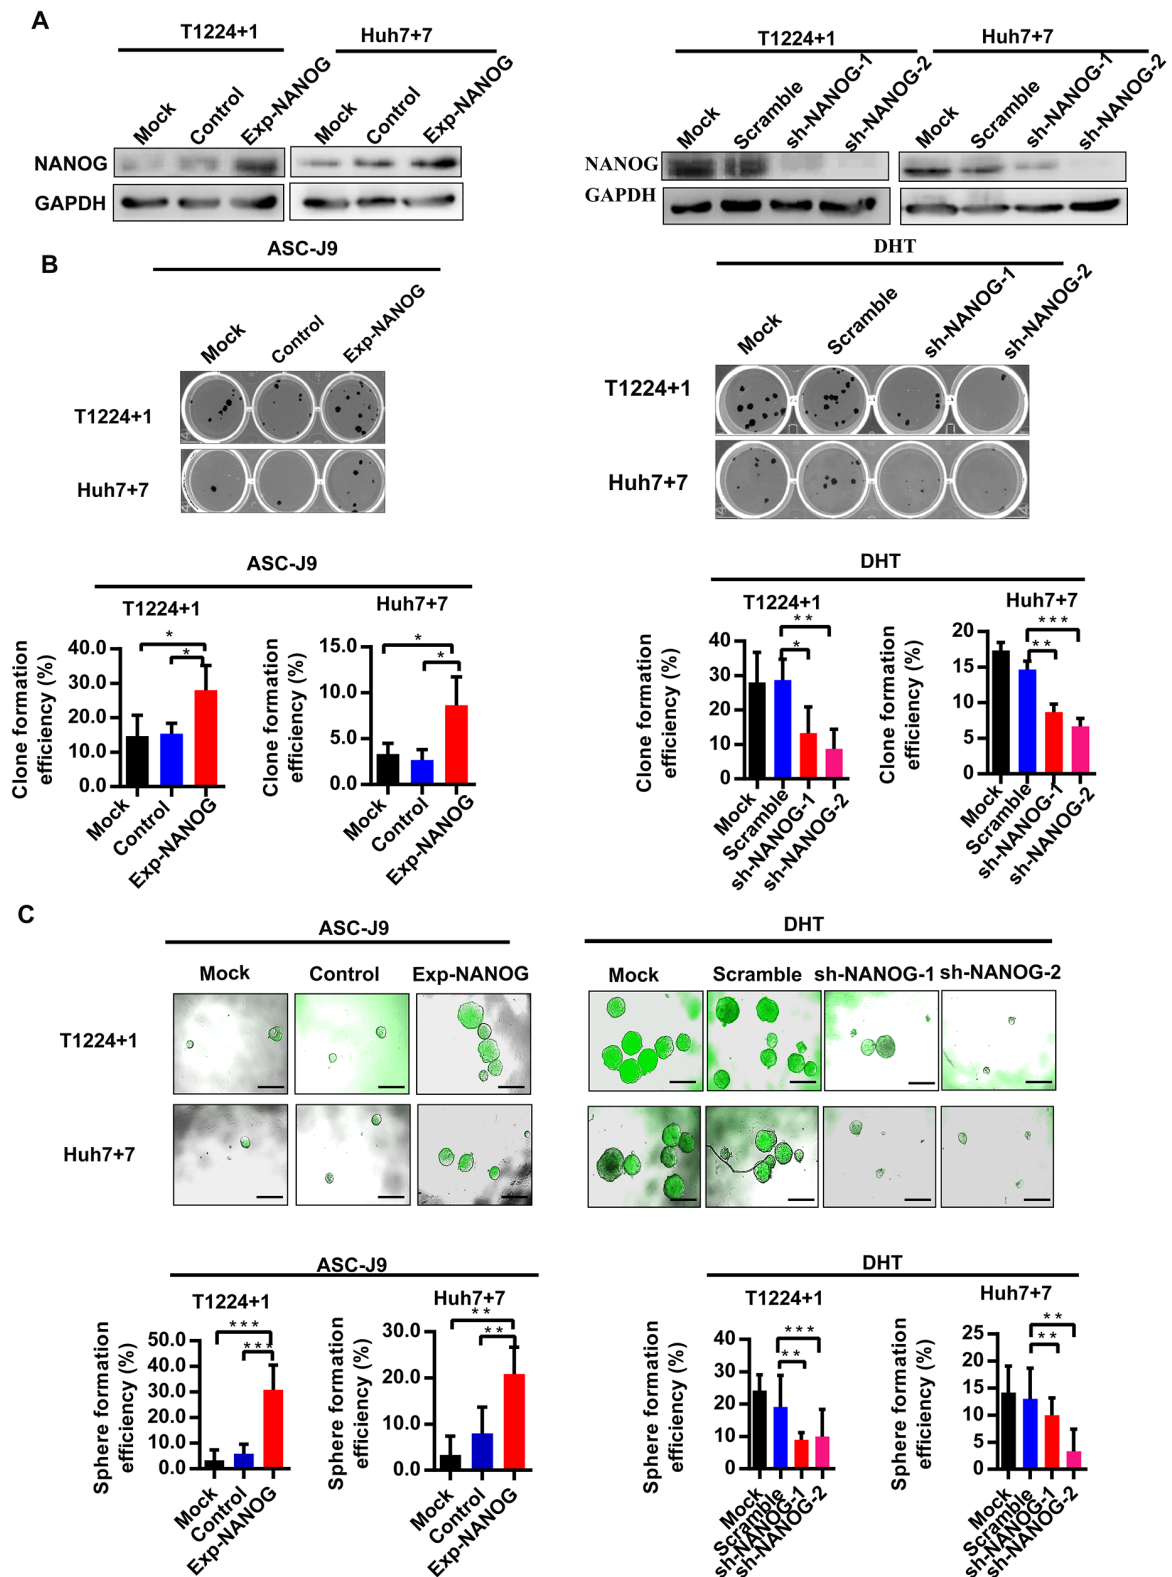 A
T1224+1
Huh7+7
T1224+1
Huh7+7
Mock
Control
Exp-NANOG
Mock
Control
Exp-NANOG
Mock
Scramble
sh-NANOG-1
sh-NANOG-2
Mock
Scramble
sh-NANOG-1
sh-NANOG-2
NANOG
GAPDH
NANOG
GAPDH
B
ASC-J9
DHT
Mock
Control
Exp-NANOG
Mock
Scramble
sh-NANOG-1
sh-NANOG-2
T1224+1
Huh7+7
T1224+1
Huh7+7
ASC-J9
T1224+1
Clone formation
efficiency (%)
40.0
30.0
20.0
10.0
0.0
*
*
Mock
Control
Exp-NANOG
Huh7+7
Clone formation
efficiency (%)
15.0
10.0
5.0
0.0
*
*
Mock
Control
Exp-NANOG
DHT
T1224+1
Clone formation
efficiency (%)
40
30
20
10
0
**
*
Mock
Scramble
sh-NANOG-1
sh-NANOG-2
Huh7+7
Clone formation
efficiency (%)
20
15
10
5
0
***
**
Mock
Scramble
sh-NANOG-1
sh-NANOG-2
C
ASC-J9
DHT
Mock
Control
Exp-NANOG
Mock
Scramble
sh-NANOG-1
sh-NANOG-2
T1224+1
Huh7+7
ASC-J9
T1224+1
Sphere formation
efficiency (%)
50.0
40.0
30.0
20.0
10.0
0.0
***
***
Mock
Control
Exp-NANOG
Huh7+7
Sphere formation
efficiency (%)
30.0
20.0
10.0
0.0
**
**
Mock
Control
Exp-NANOG
DHT
T1224+1
Sphere formation
efficiency (%)
40
30
20
10
0
***
**
Mock
Scramble
sh-NANOG-1
sh-NANOG-2
Huh7+7
Sphere formation
efficiency (%)
25
20
15
10
5
0
**
**
Mock
Scramble
sh-NANOG-1
sh-NANOG-2